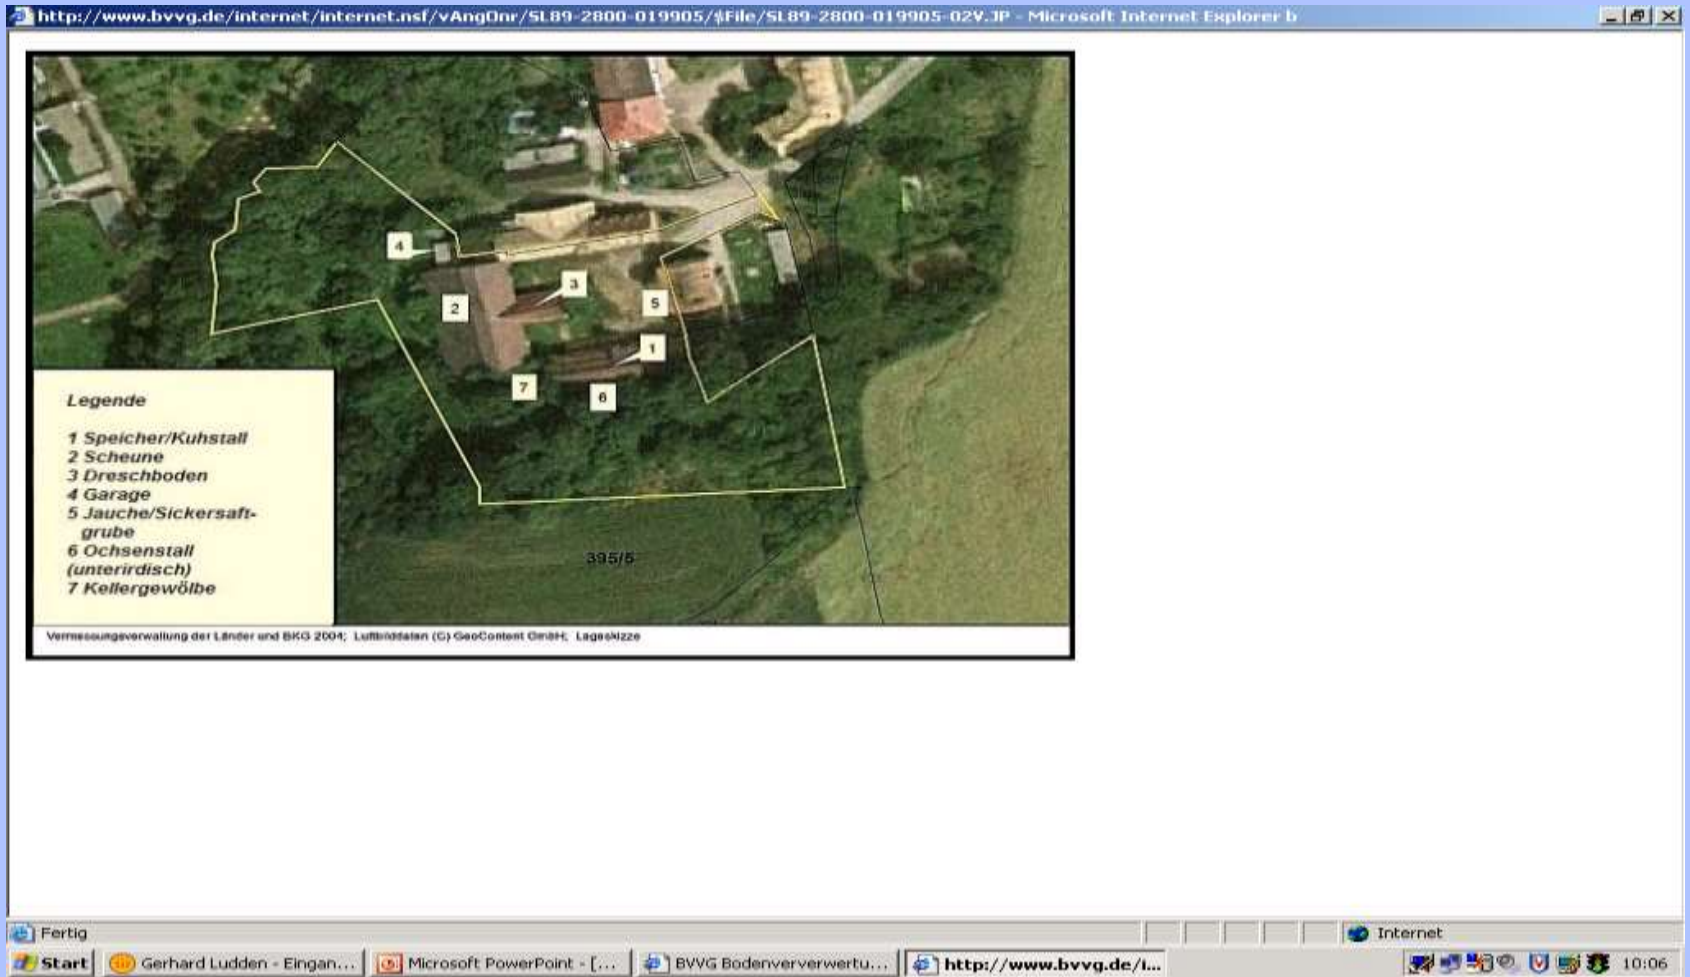 http://www.bvvg.de/internet/internet.nsf/vAngOnr/SL89-2800-019905/$File/SL89-2800-019905-02V.JP - Microsoft Internet Explorer b
4
3
2
5
1
7
6
Legende
1 Speicher/Kuhstall
2 Scheune
3 Dreschboden
4 Garage
5 Jauche/Sickersaft-
grube
6 Ochsenstall
(unterirdisch)
7 Kellergewölbe
395/5
Vermessungsverwaltung der Länder und BKG 2004; Luftbilddaten (C) GeoContent GmbH; Lageskizze
Fertig
Internet
Start
Gerhard Ludden - Eingan...
Microsoft PowerPoint - [...
BVVG Bodenververwertu...
http://www.bvvg.de/i...
10:06